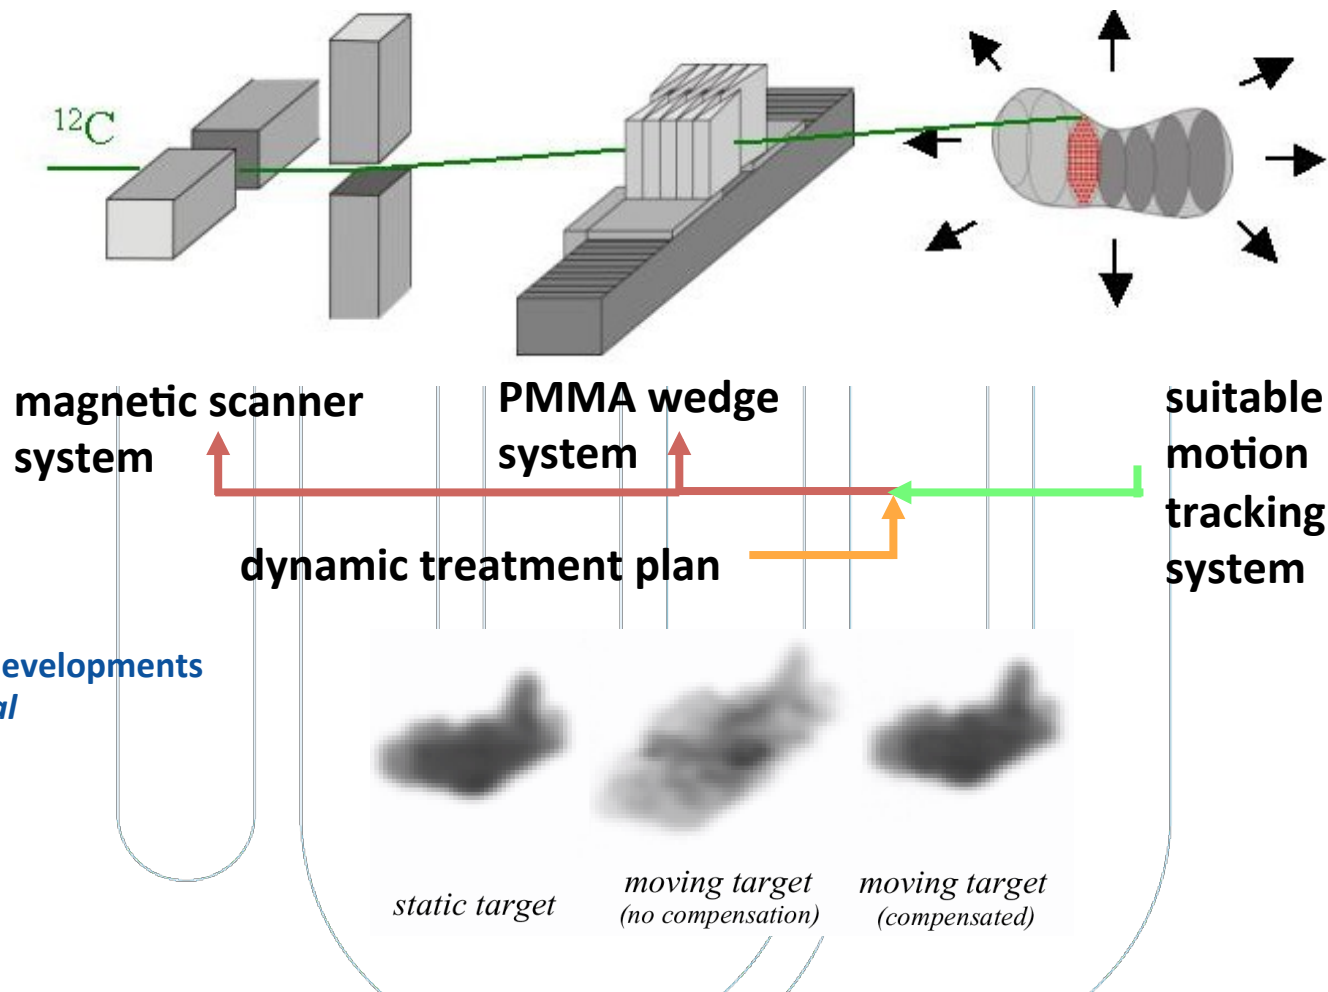 ¹²C
magnetic scanner
system
PMMA wedge
system
suitable
motion
tracking
system
dynamic treatment plan
evelopments
al
static target
moving target
(no compensation)
moving target
(compensated)